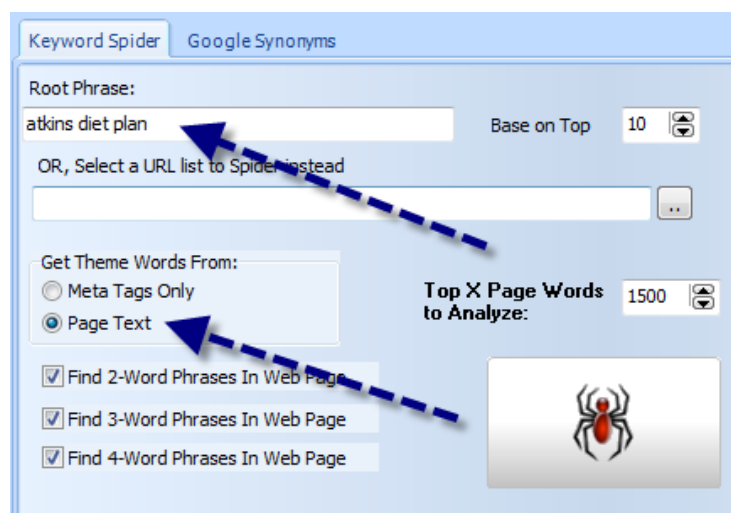 Keyword Spider Google Synonyms
Root Phrase:
atkins diet plan
Base on Top 10
OR, Select a URL list to Spider instead
..
Get Theme Words From:
Meta Tags Only
Page Text
Top X Page Words
to Analyze:
1500
Find 2-Word Phrases In Web Page
Find 3-Word Phrases In Web Page
Find 4-Word Phrases In Web Page